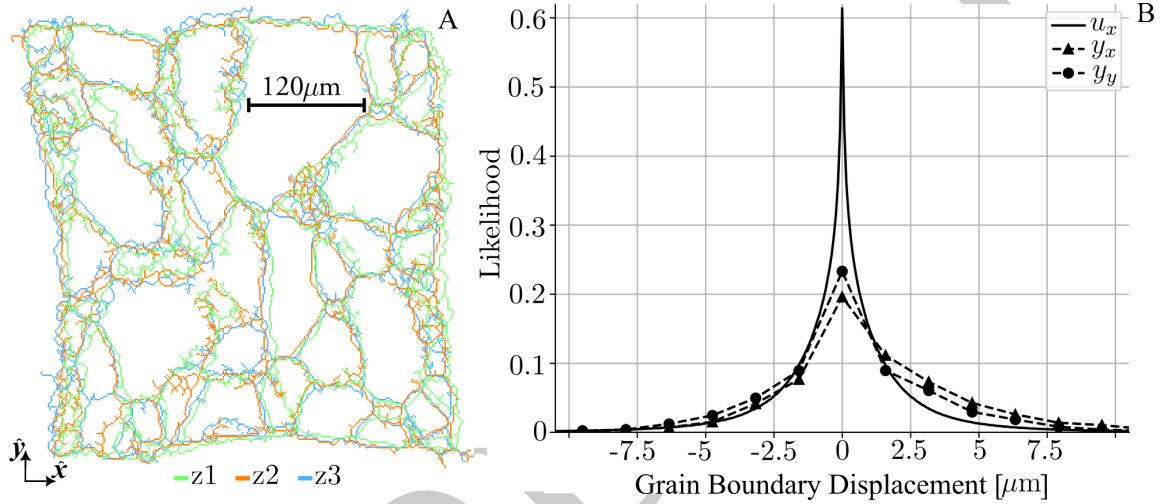 A
120μm
ŷ
x̂
z1 z2 z3
B
u_x
y_x
y_y
Likelihood
0.6
0.5
0.4
0.3
0.2
0.1
0
-7.5 -5 -2.5 0 2.5 5 7.5
Grain Boundary Displacement [μm]